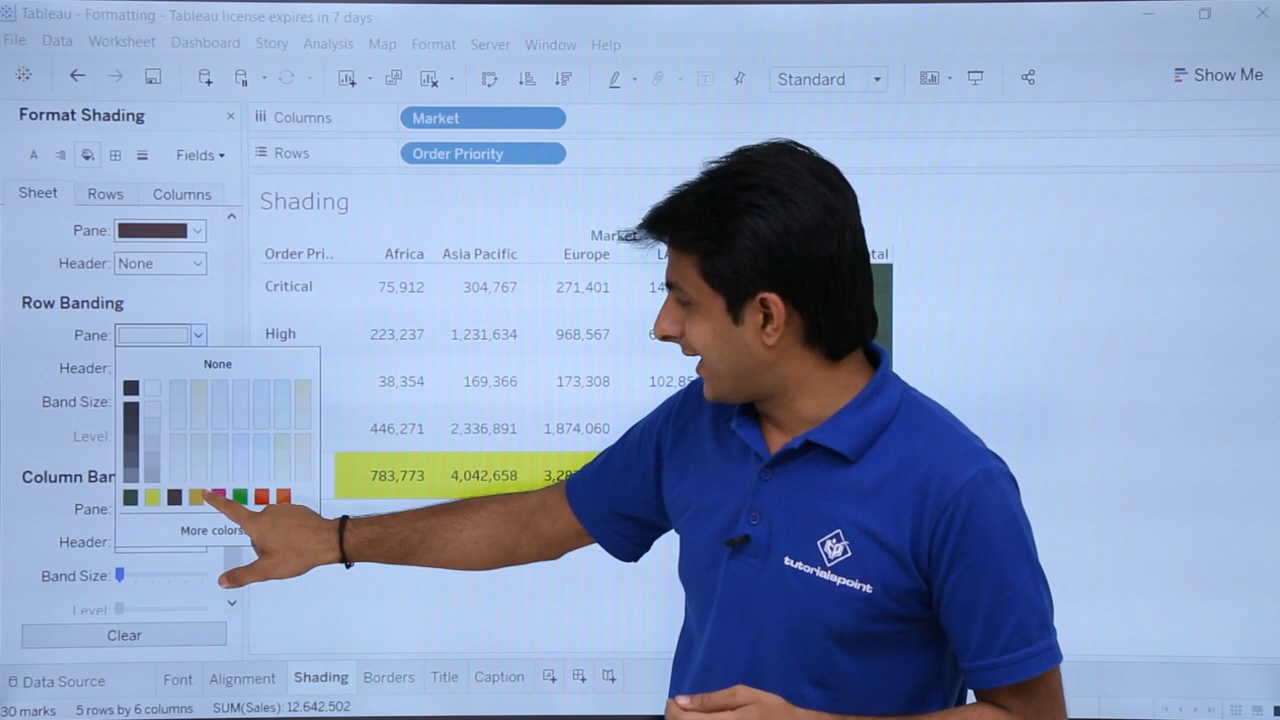 Tableau - Formatting - Tableau license expires in 7 days
File Data Worksheet Dashboard Story Analysis Map Format Server Window Help
Standard
Show Me
Format Shading
Columns Market
Fields
Rows Order Priority
Sheet Rows Columns
Shading
Pane:
Market
Order Pri.. Africa Asia Pacific Europe
Header: None
Critical 75,912 304,767 271,401
Row Banding
Pane:
High 223,237 1,231,634 968,567
None
Header:
38,354 169,366 173,308
Band Size:
446,271 2,336,891 1,874,060
Level:
783,773 4,042,658
Column
Pane:
More colors
Header:
Band Size:
Level:
Clear
tutorialspoint
Data Source Font Alignment Shading Borders Title Caption
30 marks 5 rows by 6 columns SUM(Sales): 12.642.502